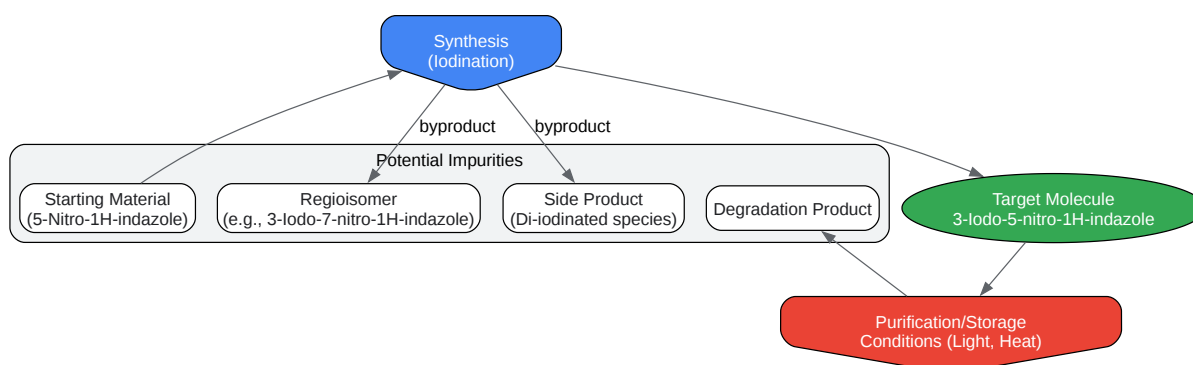 Synthesis
(Iodination)
byproduct
byproduct
Potential Impurities
Starting Material
(5-Nitro-1H-indazole)
Regioisomer
(e.g., 3-Iodo-7-nitro-1H-indazole)
Side Product
(Di-iodinated species)
Degradation Product
Target Molecule
3-Iodo-5-nitro-1H-indazole
Purification/Storage
Conditions (Light, Heat)